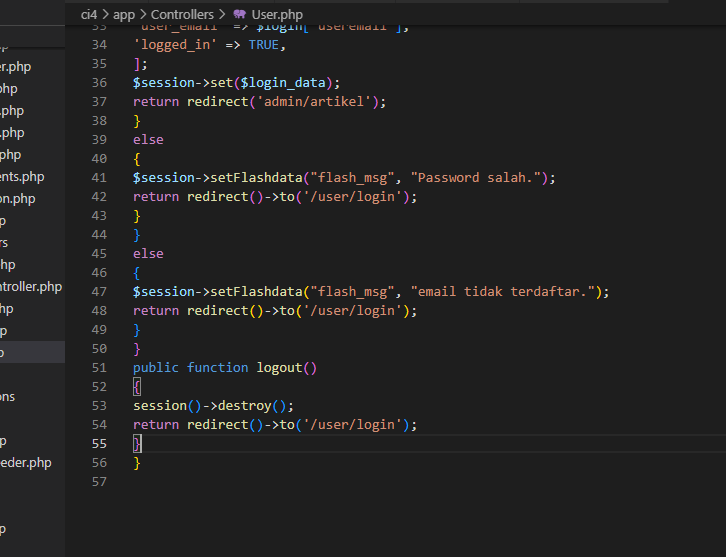 ci4 > app > Controllers > User.php
33 'user_email' => $login['useremail'],
34 'logged_in' => TRUE,
35 ];
36 $session->set($login_data);
37 return redirect('admin/artikel');
38 }
39 else
40 {
41 $session->setFlashdata("flash_msg", "Password salah.");
42 return redirect()->to('/user/login');
43 }
44 }
45 else
46 {
47 $session->setFlashdata("flash_msg", "email tidak terdaftar.");
48 return redirect()->to('/user/login');
49 }
50 }
51 public function logout()
52 {
53 session()->destroy();
54 return redirect()->to('/user/login');
55 }
56 }
57
er.php
php
.php
.php
php
ents.php
on.php
p
rs
hp
ntroller.php
hp
p
p
ons
p
eeder.php
p